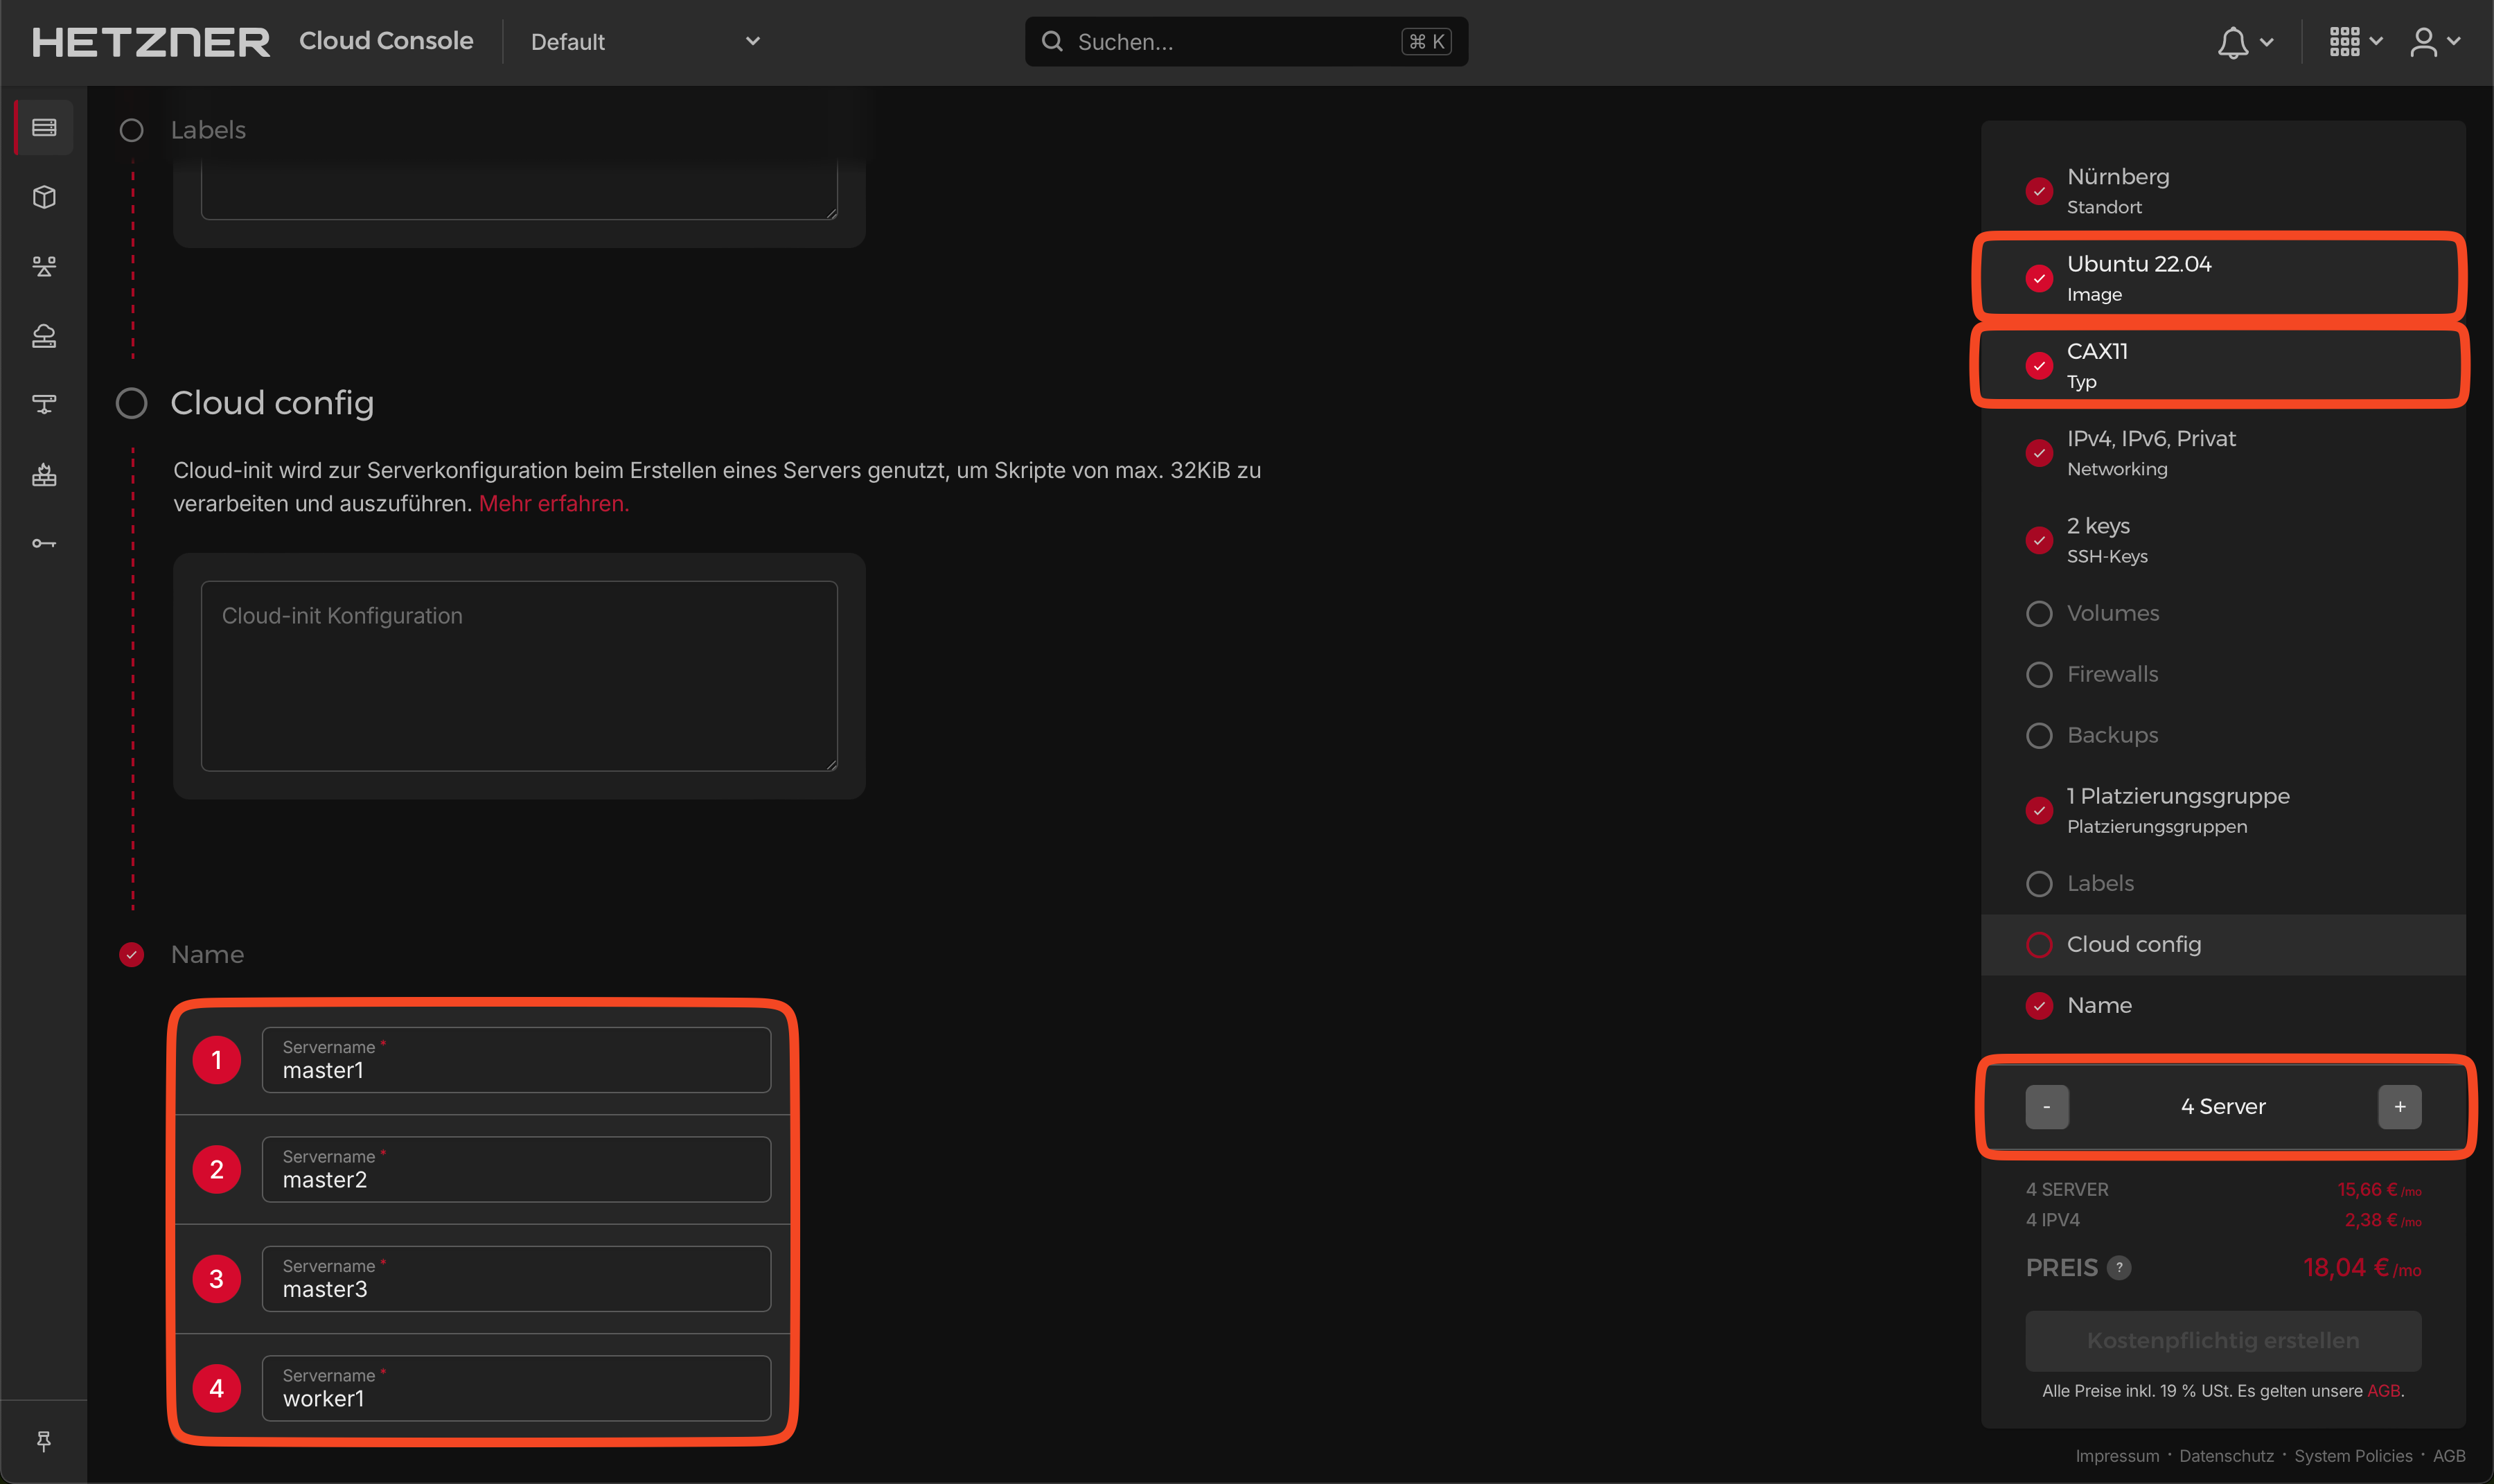 HETZNER Cloud Console Default
Suchen...
⌘ K
Labels
Cloud config
Cloud-init wird zur Serverkonfiguration beim Erstellen eines Servers genutzt, um Skripte von max. 32KiB zu
verarbeiten und auszuführen. Mehr erfahren.
Cloud-init Konfiguration
Name
1
Servername *
master1
2
Servername *
master2
3
Servername *
master3
4
Servername *
worker1
Nürnberg
Standort
Ubuntu 22.04
Image
CAX11
Typ
IPv4, IPv6, Privat
Networking
2 keys
SSH-Keys
Volumes
Firewalls
Backups
1 Platzierungsgruppe
Platzierungsgruppen
Labels
Cloud config
Name
- 4 Server +
4 SERVER 15,66 € /mo
4 IPV4 2,38 € /mo
PREIS ? 18,04 € /mo
Kostenpflichtig erstellen
Alle Preise inkl. 19 % USt. Es gelten unsere AGB.
Impressum · Datenschutz · System Policies · AGB